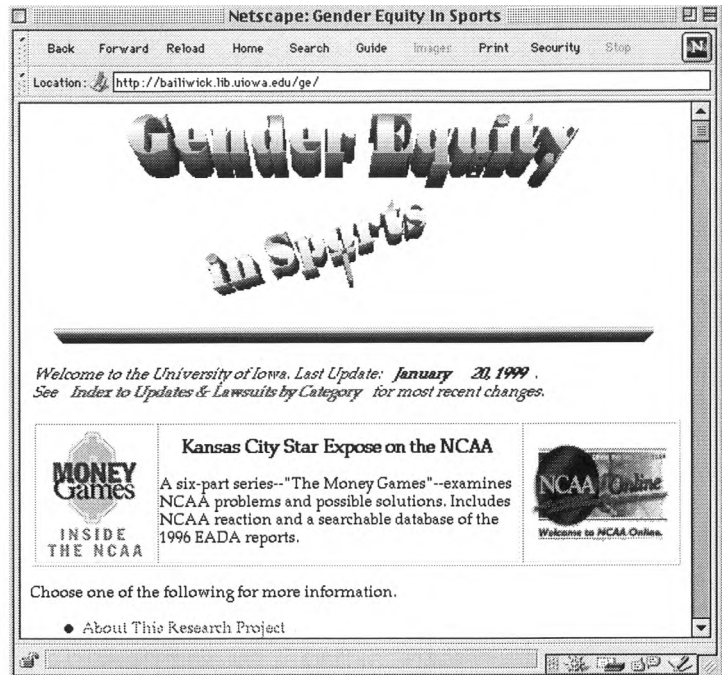 Netscape: Gender Equity In Sports
Back Forward Reload Home Search Guide Images Print Security Stop
N
Location: http://bailiwick.lib.uiowa.edu/ge/
Gender Equity
in Sports
Welcome to the University of Iowa. Last Update: January 20, 1999 .
See Index to Updates & Lawsuits by Category for most recent changes.
MONEY
Games
INSIDE
THE NCAA
Kansas City Star Expose on the NCAA
A six-part series--"The Money Games"--examines
NCAA problems and possible solutions. Includes
NCAA reaction and a searchable database of the
1996 EADA reports.
NCAA Online
Welcome to NCAA Online.
Choose one of the following for more information.
• About This Research Project